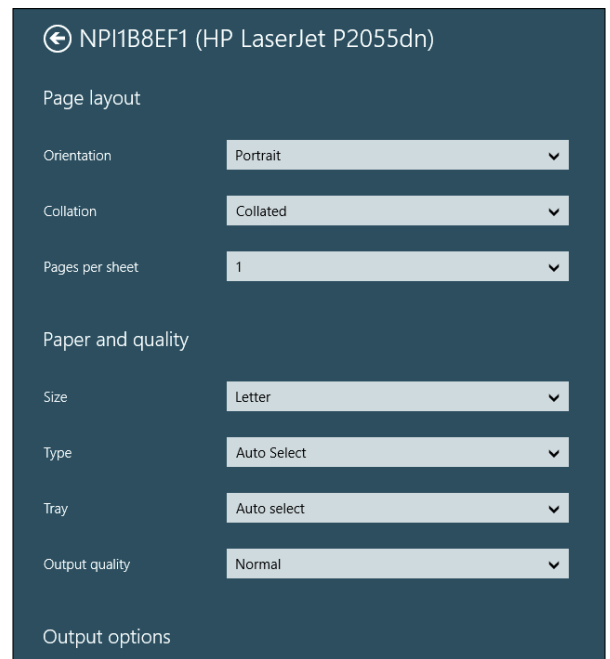 NPI1B8EF1 (HP LaserJet P2055dn)
Page layout
Orientation Portrait
Collation Collated
Pages per sheet 1
Paper and quality
Size Letter
Type Auto Select
Tray Auto select
Output quality Normal
Output options